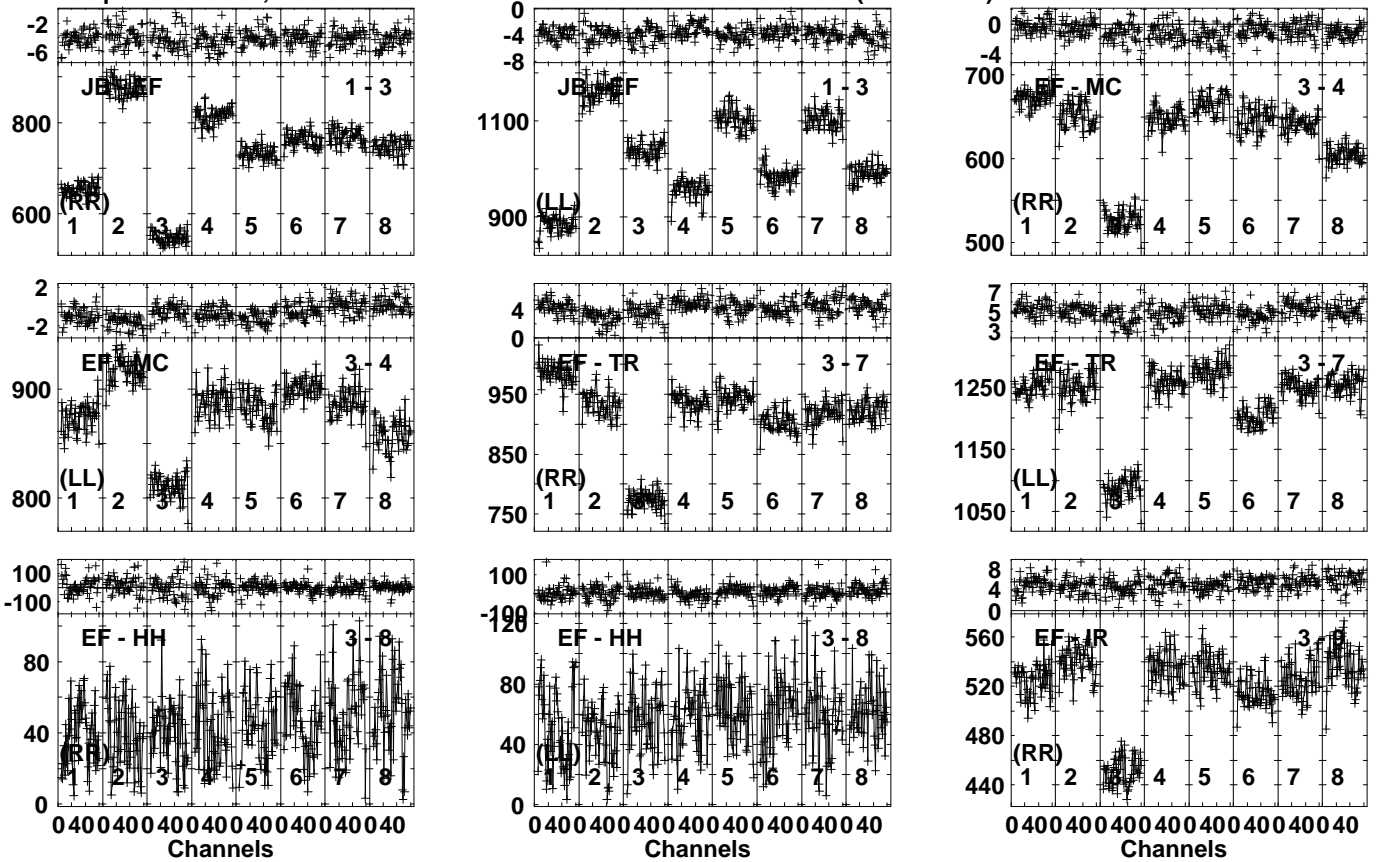 -2
-6
JB - EF 1 - 3
800
600
(RR)
1 2 3 4 5 6 7 8
0
-4
-8
JB - EF 1 - 3
1100
900
(LL)
1 2 3 4 5 6 7 8
0
-4
700
EF - MC 3 - 4
600
500
(RR)
1 2 3 4 5 6 7 8
2
-2
EF - MC 3 - 4
900
800
(LL)
1 2 3 4 5 6 7 8
4
0
EF - TR 3 - 7
950
850
750
(RR)
1 2 3 4 5 6 7 8
7
5
3
EF - TR 3 - 7
1250
1150
1050
(LL)
1 2 3 4 5 6 7 8
100
-100
EF - HH 3 - 8
80
40
0
(RR)
1 2 3 4 5 6 7 8
100
-100
120
EF - HH 3 - 8
80
40
0
(LL)
1 2 3 4 5 6 7 8
8
4
0
EF - IR 3 - 9
560
520
480
440
(RR)
1 2 3 4 5 6 7 8
0 40 0 40 0 40 0 40 0 40 0 40 0 40 0 40
Channels
0 40 0 40 0 40 0 40 0 40 0 40 0 40 0 40
Channels
0 40 0 40 0 40 0 40 0 40 0 40 0 40 0 40
Channels